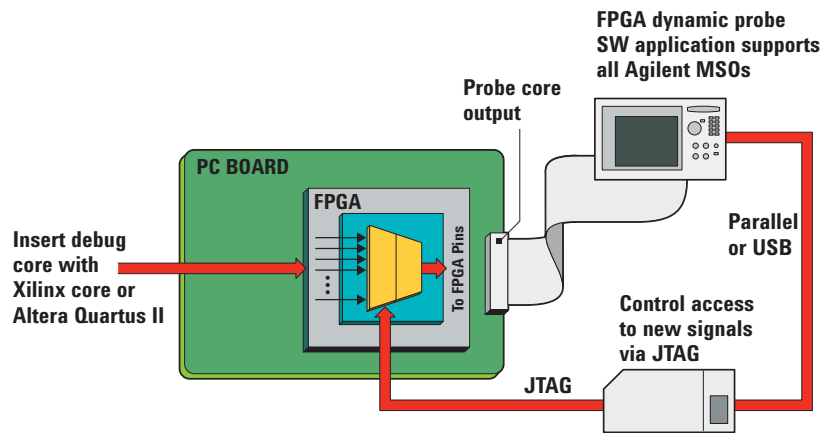 FPGA dynamic probe
SW application supports
all Agilent MSOs
Probe core
output
PC BOARD
FPGA
To FPGA Pins
Insert debug
core with
Xilinx core or
Altera Quartus II
Parallel
or USB
Control access
to new signals
via JTAG
JTAG